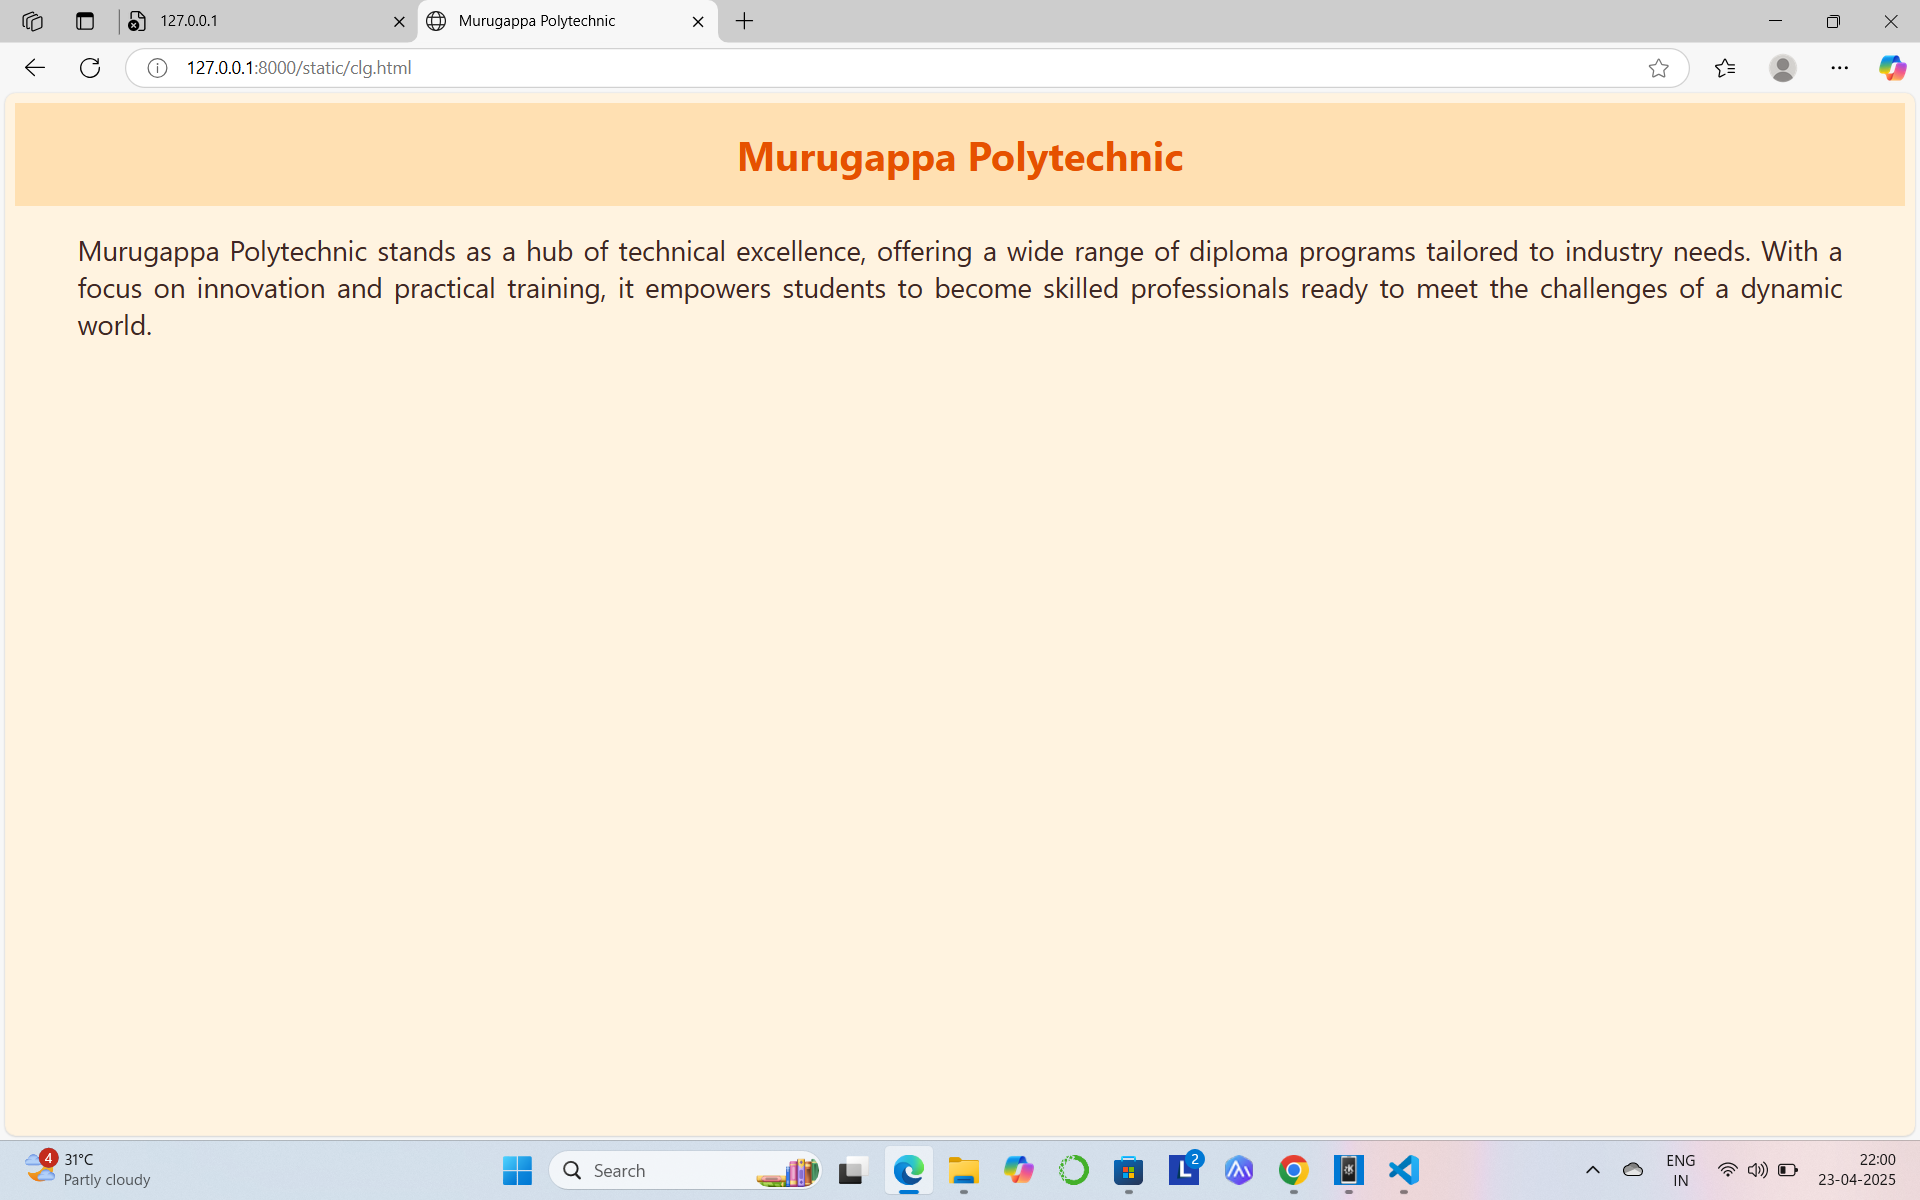 127.0.0.1
Murugappa Polytechnic
127.0.0.1:8000/static/clg.html
Murugappa Polytechnic
Murugappa Polytechnic stands as a hub of technical excellence, offering a wide range of diploma programs tailored to industry needs. With a
focus on innovation and practical training, it empowers students to become skilled professionals ready to meet the challenges of a dynamic
world.
4
31°C
Partly cloudy
Search
L
2
ENG
IN
22:00
23-04-2025